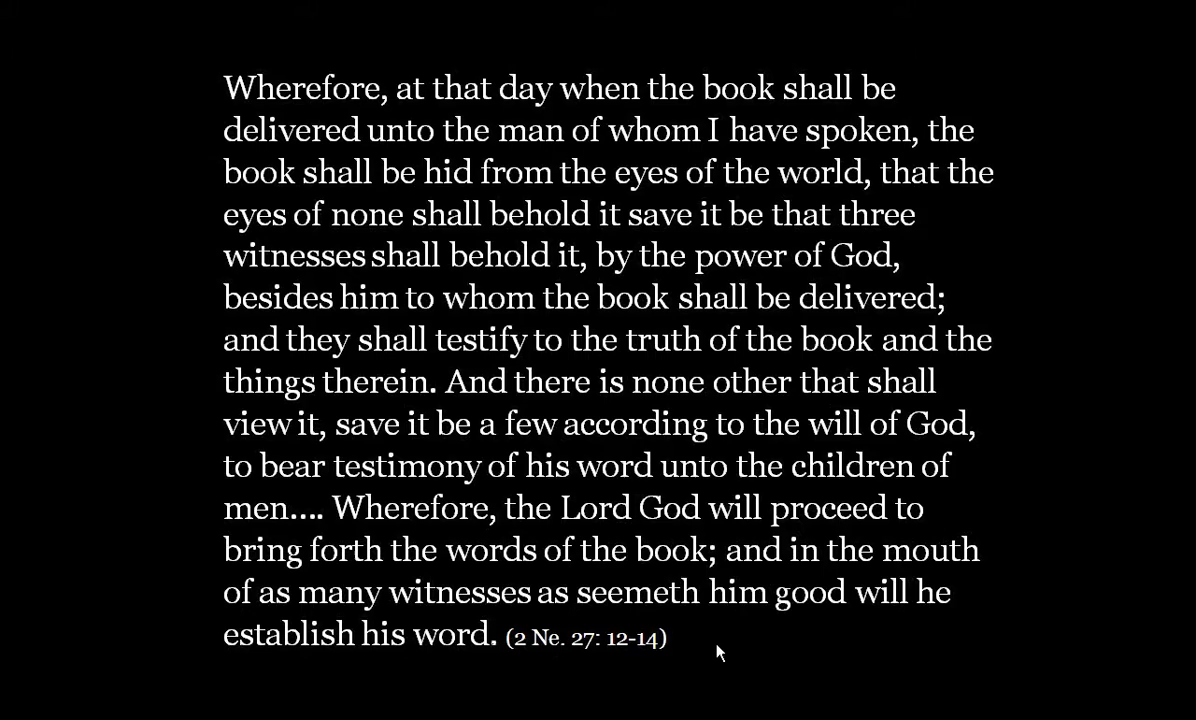 Wherefore, at that day when the book shall be
delivered unto the man of whom I have spoken, the
book shall be hid from the eyes of the world, that the
eyes of none shall behold it save it be that three
witnesses shall behold it, by the power of God,
besides him to whom the book shall be delivered;
and they shall testify to the truth of the book and the
things therein. And there is none other that shall
view it, save it be a few according to the will of God,
to bear testimony of his word unto the children of
men.... Wherefore, the Lord God will proceed to
bring forth the words of the book; and in the mouth
of as many witnesses as seemeth him good will he
establish his word. (2 Ne. 27: 12-14)